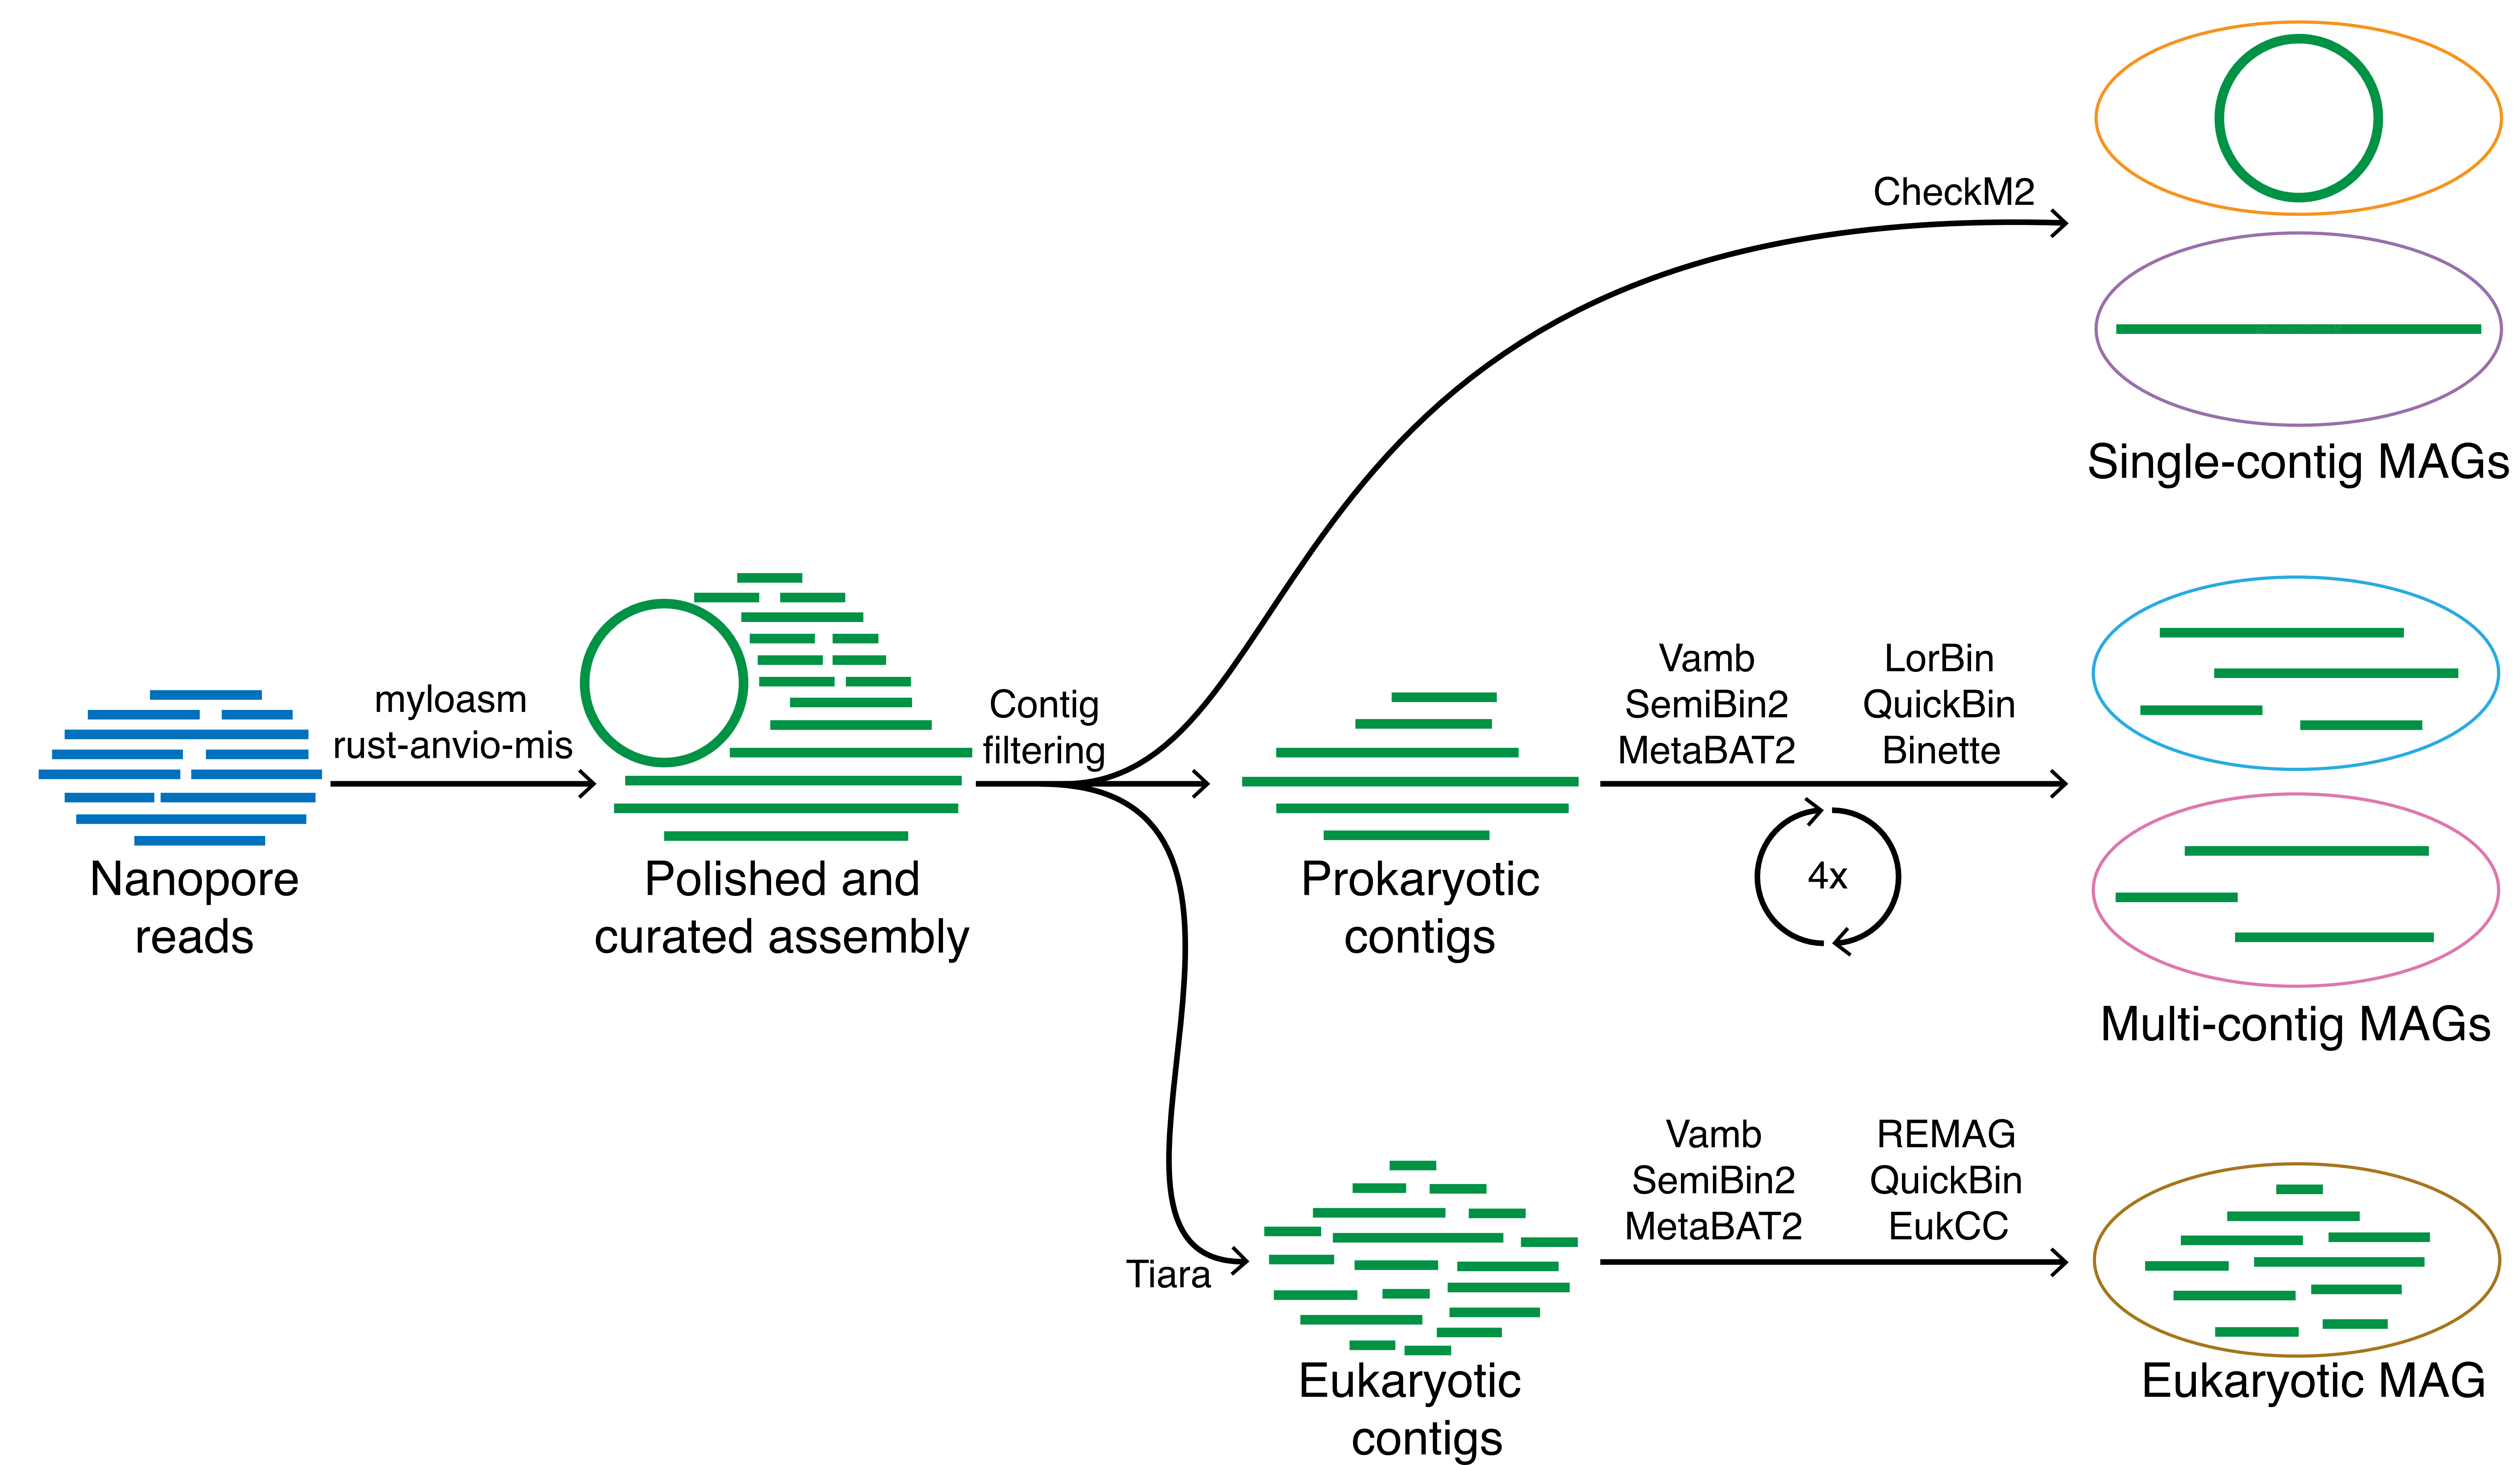 CheckM2
Single-contig MAGs
myloasm
rust-anvio-mis
Contig
filtering
Vamb
SemiBin2
MetaBAT2
LorBin
QuickBin
Binette
4x
Nanopore
reads
Polished and
curated assembly
Prokaryotic
contigs
Multi-contig MAGs
Tiara
Vamb
SemiBin2
MetaBAT2
REMAG
QuickBin
EukCC
Eukaryotic
contigs
Eukaryotic MAG